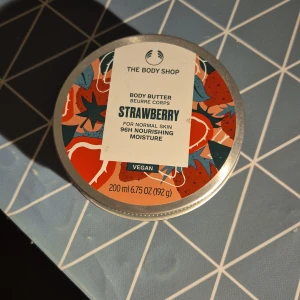 THE BODY SHOP
BODY BUTTER
BEURRE CORPS
STRAWBERRY
FOR NORMAL SKIN
96H NOURISHING
MOISTURE
VEGAN
200 ml 6.75 OZ (192 g)